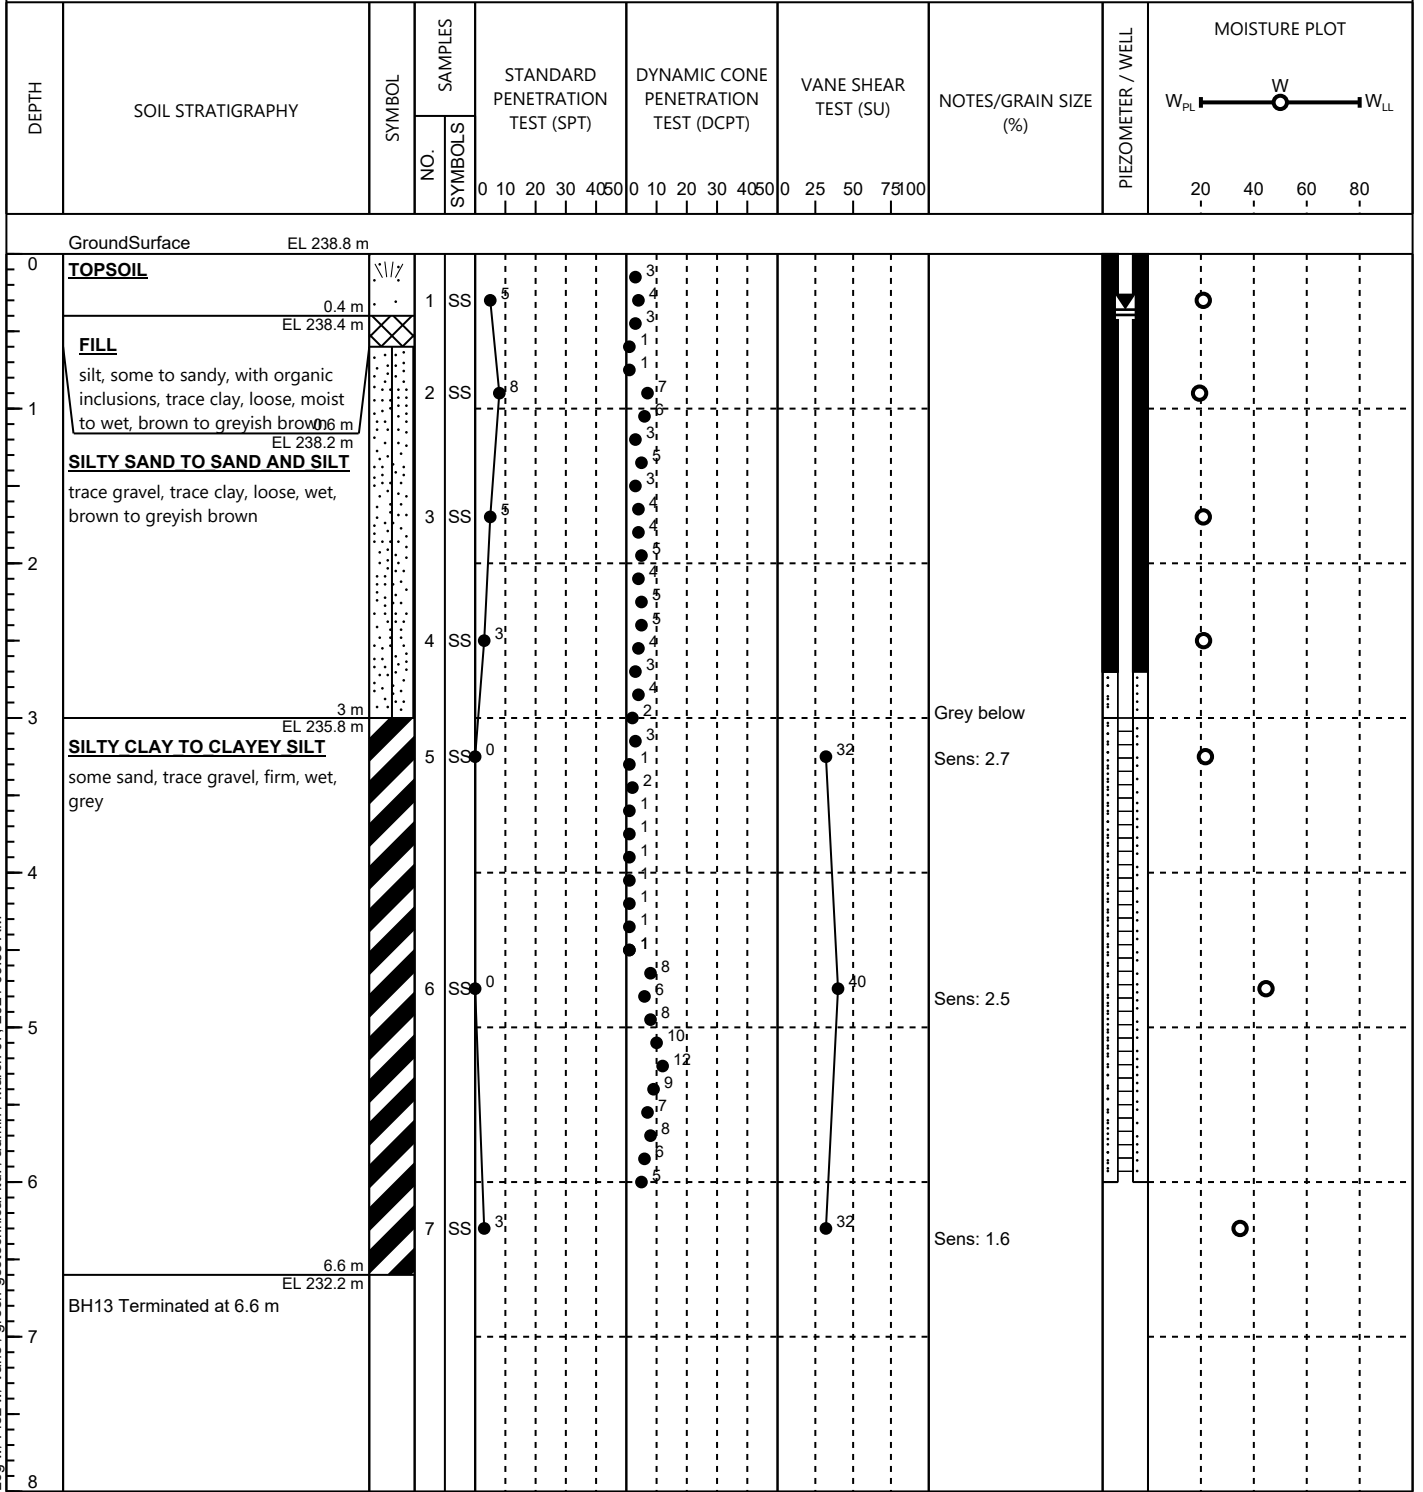 DEPTH
SOIL STRATIGRAPHY
SYMBOL
SAMPLES
NO.
SYMBOLS
STANDARD
PENETRATION
TEST (SPT)
0 10 20 30 40 50
DYNAMIC CONE
PENETRATION
TEST (DCPT)
0 10 20 30 40 50
VANE SHEAR
TEST (SU)
0 25 50 75 100
NOTES/GRAIN SIZE
(%)
PIEZOMETER / WELL
MOISTURE PLOT
W
WPL WLL
20 40 60 80
GroundSurface EL 238.8 m
0
1
2
3
4
5
6
7
8
TOPSOIL
0.4 m
EL 238.4 m
FILL
silt, some to sandy, with organic
inclusions, trace clay, loose, moist
to wet, brown to greyish brown
0.6 m
EL 238.2 m
SILTY SAND TO SAND AND SILT
trace gravel, trace clay, loose, wet,
brown to greyish brown
3 m
EL 235.8 m
SILTY CLAY TO CLAYEY SILT
some sand, trace gravel, firm, wet,
grey
6.6 m
EL 232.2 m
BH13 Terminated at 6.6 m
1 SS 5
2 SS 8
3 SS 5
4 SS 3
5 SS 0
6 SS 0
7 SS 3
3
4
3
1
1
7
6
3
5
3
4
4
5
4
5
5
4
3
4
2
3
1
2
1
1
1
1
1
1
1
8
6
8
10
12
9
7
8
6
5
32
40
32
Grey below
Sens: 2.7
Sens: 2.5
Sens: 1.6